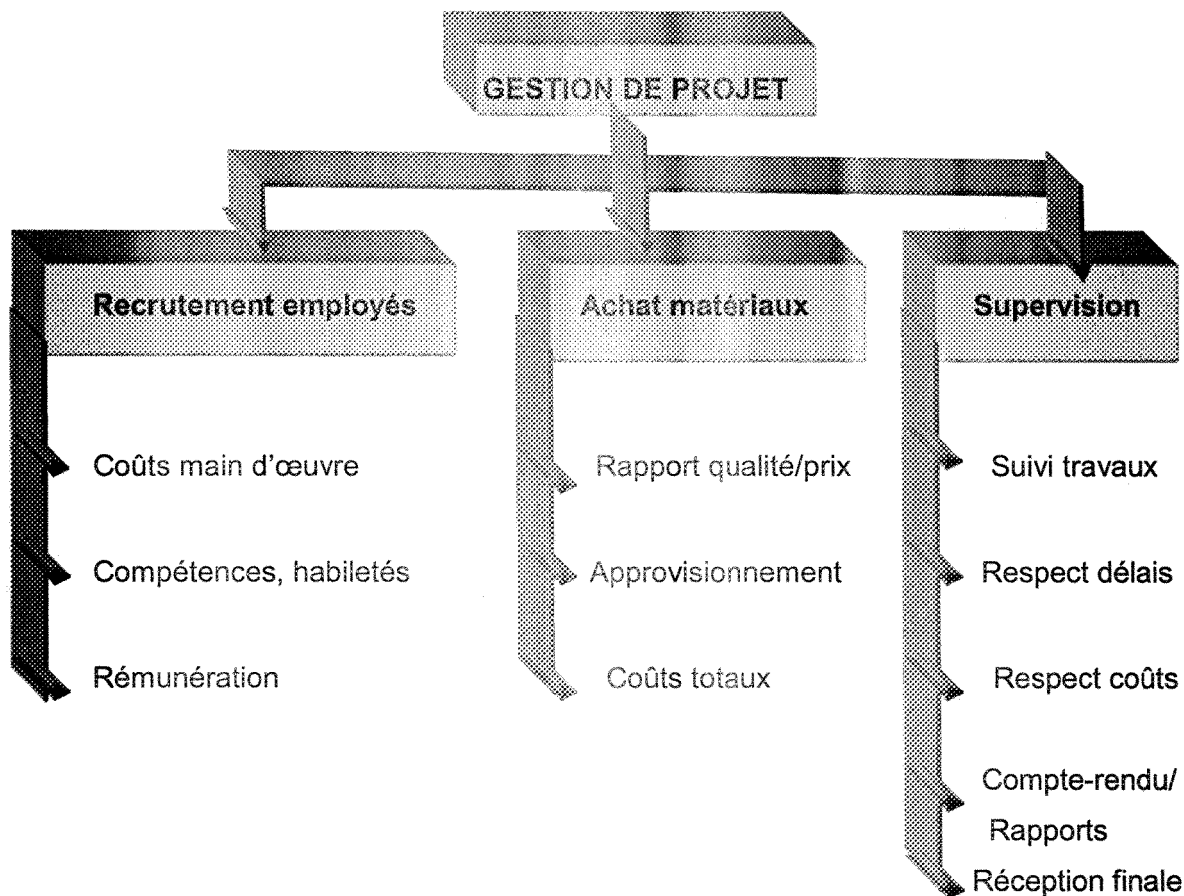 GESTION DE PROJET
Recrutement employés
Coûts main d'œuvre
Compétences, habiletés
Rémunération
Achat matériaux
Rapport qualité/prix
Approvisionnement
Coûts totaux
Supervision
Suivi travaux
Respect délais
Respect coûts
Compte-rendu/
Rapports
Réception finale